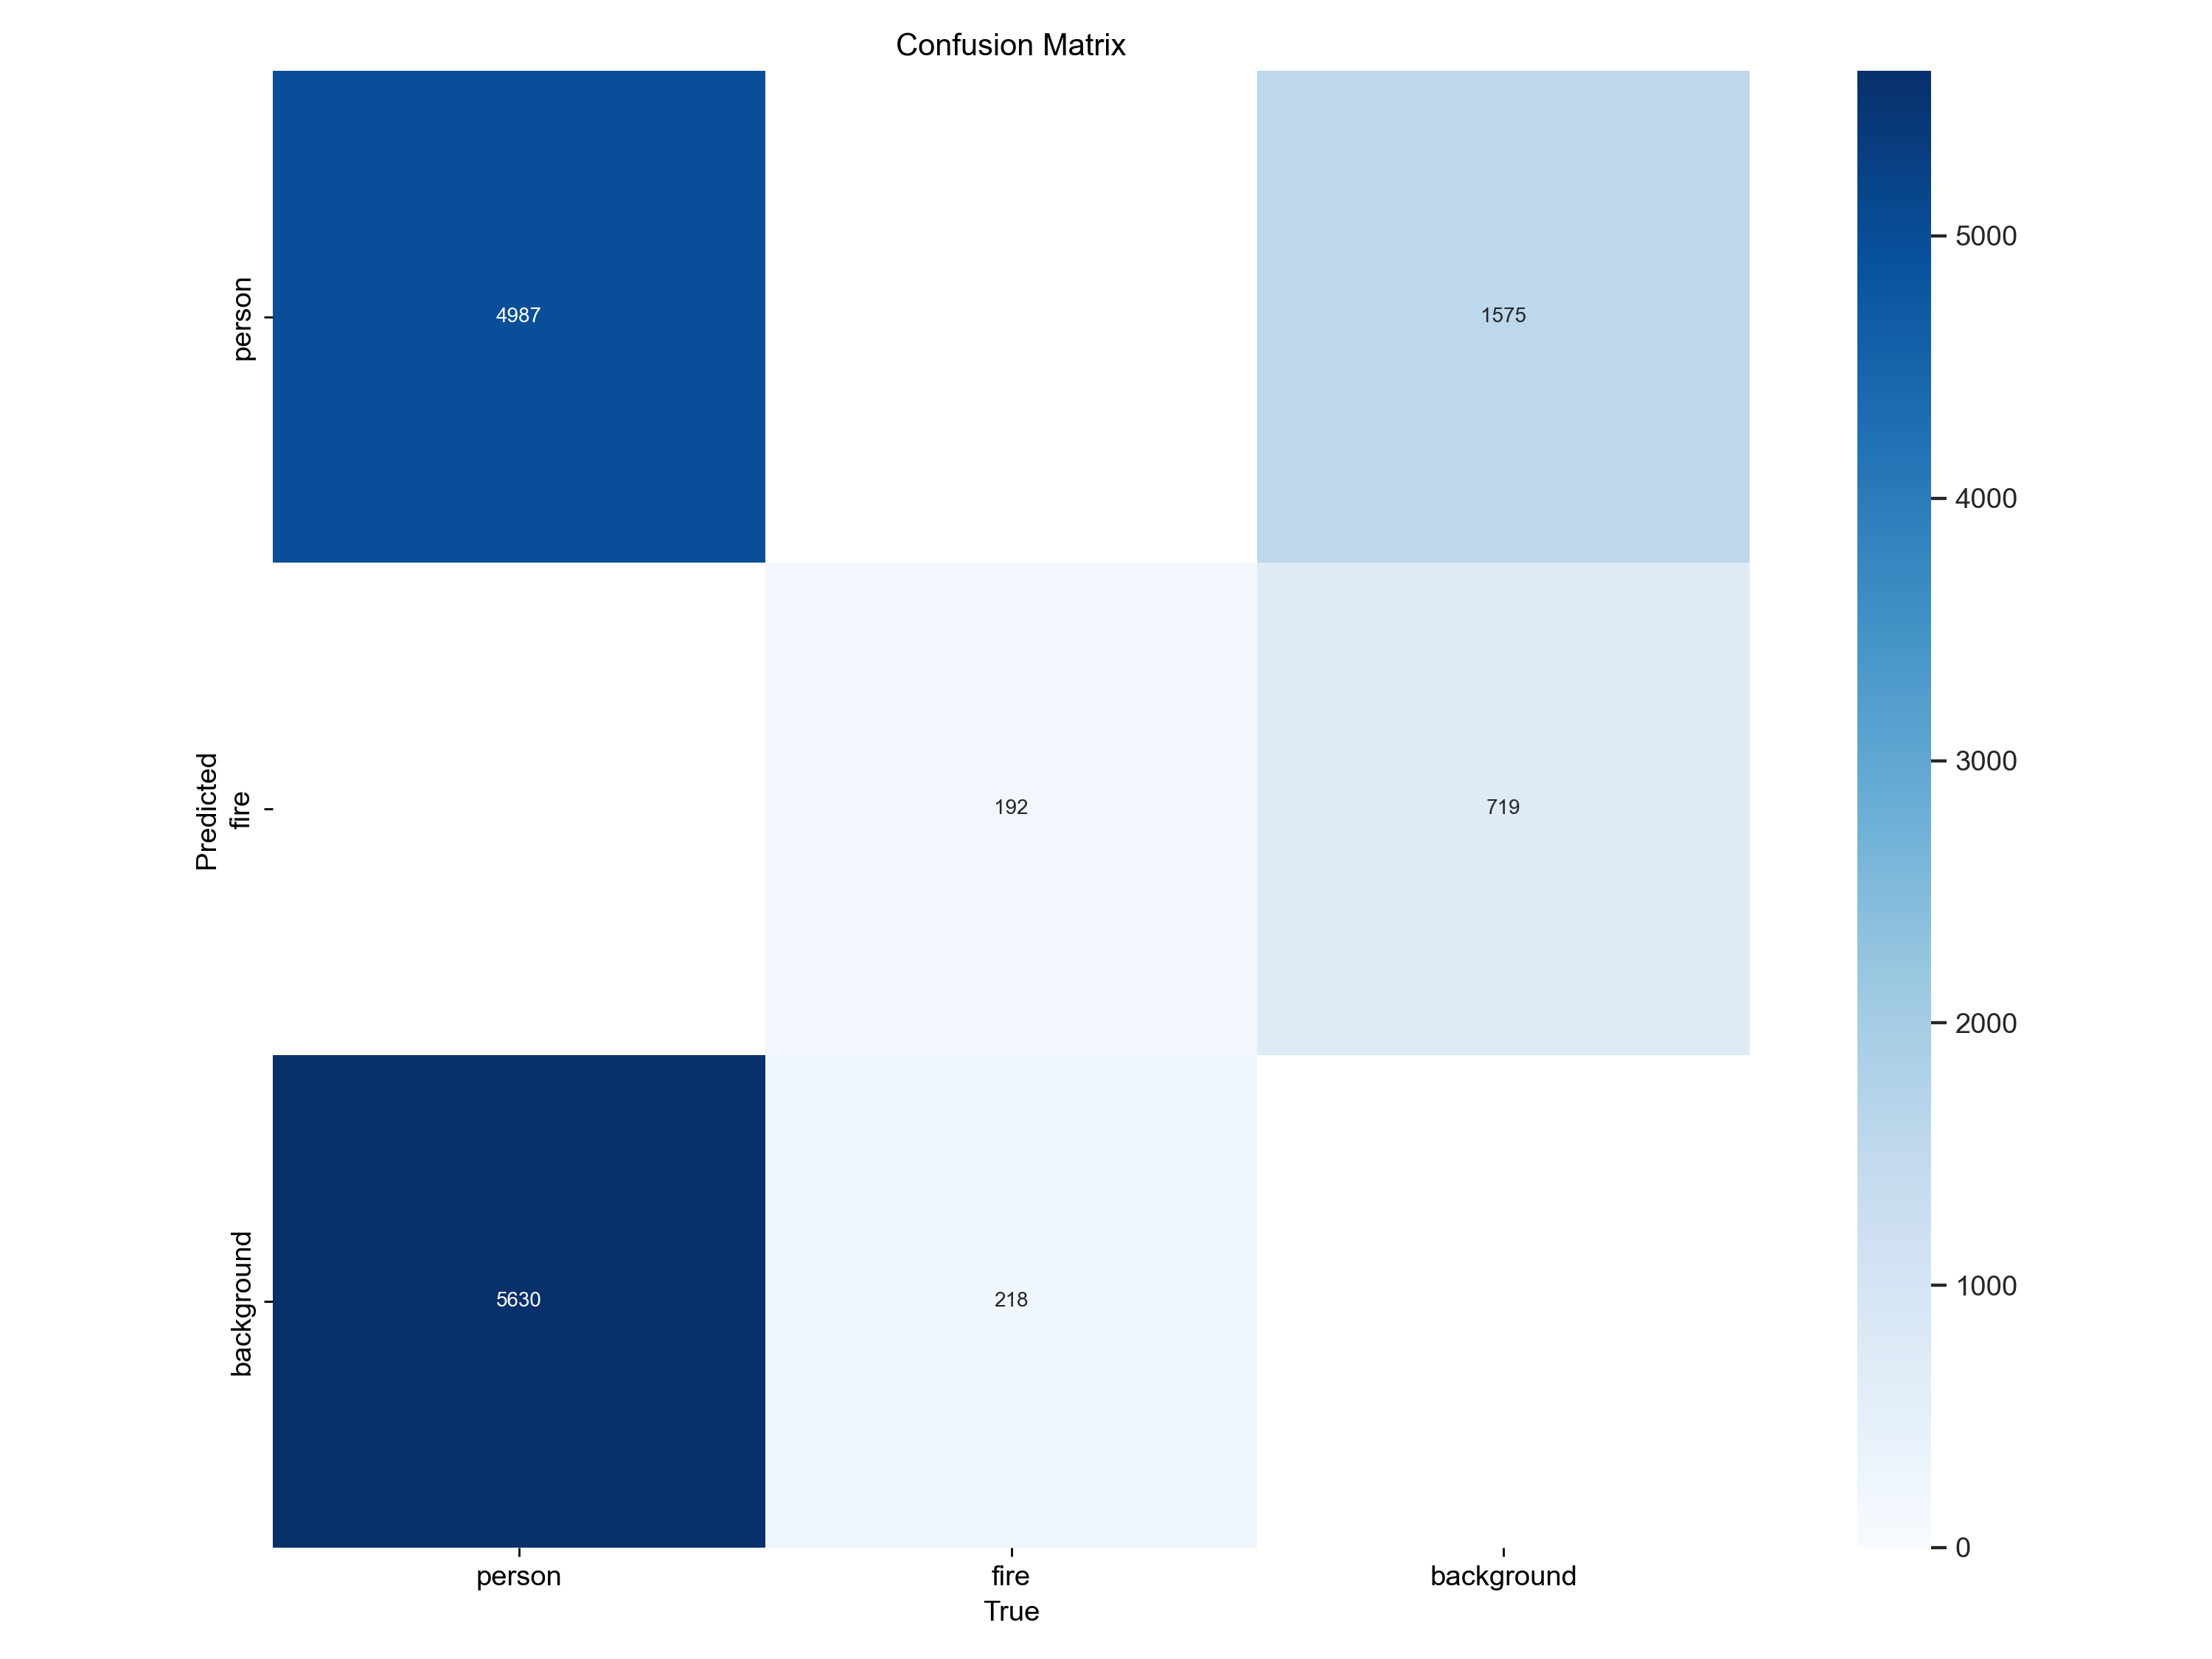 Confusion Matrix
person
4987
1575
Predicted
fire
192
719
background
5630
218
person
fire
background
True
5000
4000
3000
2000
1000
0